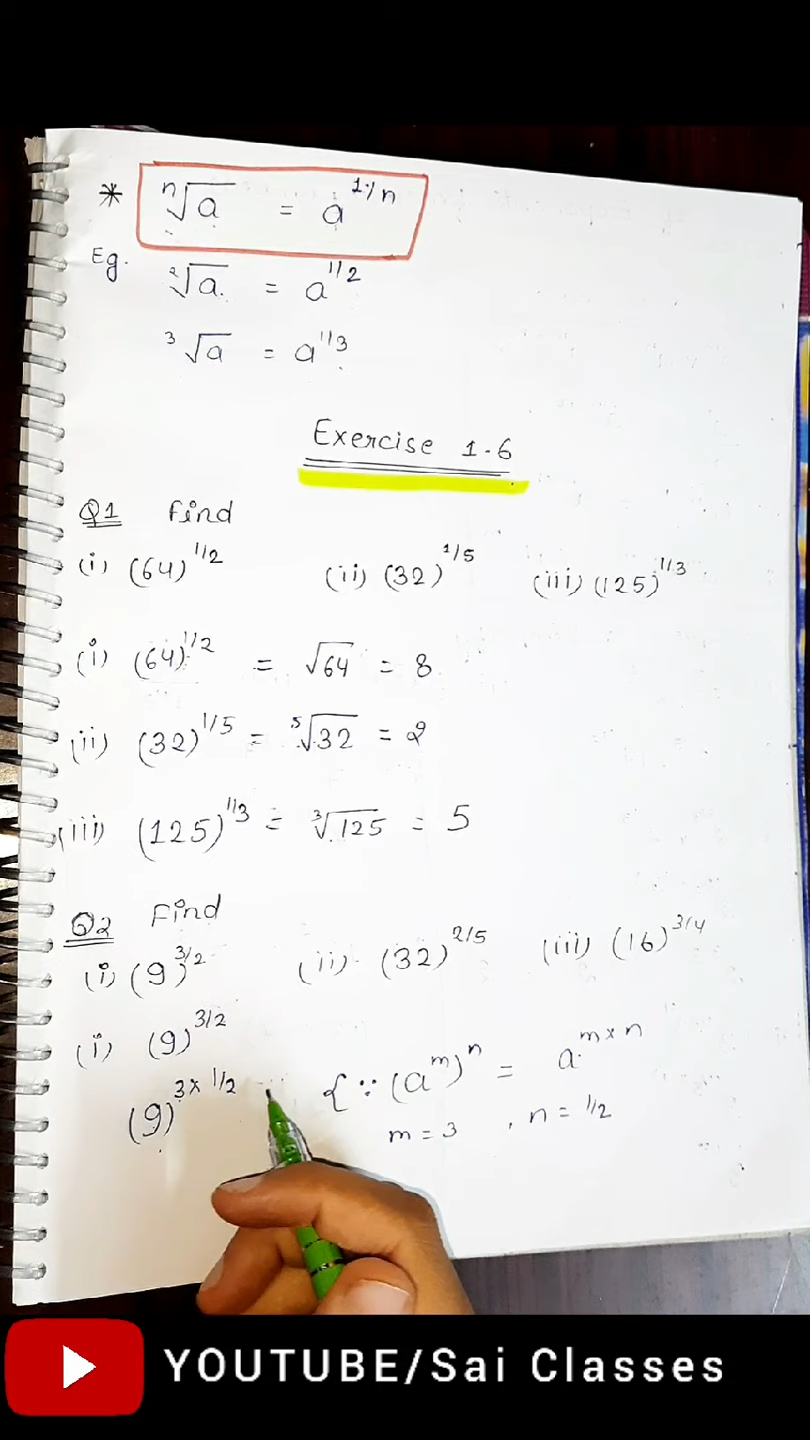 * ⁿ√a = a^1/n
Eg. ²√a = a^1/2
³√a = a^1/3
Exercise 1.6
Q1 Find
(i) (64)^1/2 (ii) (32)^1/5 (iii) (125)^1/3
(i) (64)^1/2 = √64 = 8
(ii) (32)^1/5 = ⁵√32 = 2
(iii) (125)^1/3 = ³√125 = 5
Q2 Find
(i) (9)^3/2 (ii) (32)^2/5 (iii) (16)^3/4
(i) (9)^3/2
(9)^3×1/2 {∵ (a^m)^n = a^m×n
m = 3 , n = 1/2
YOUTUBE/Sai Classes